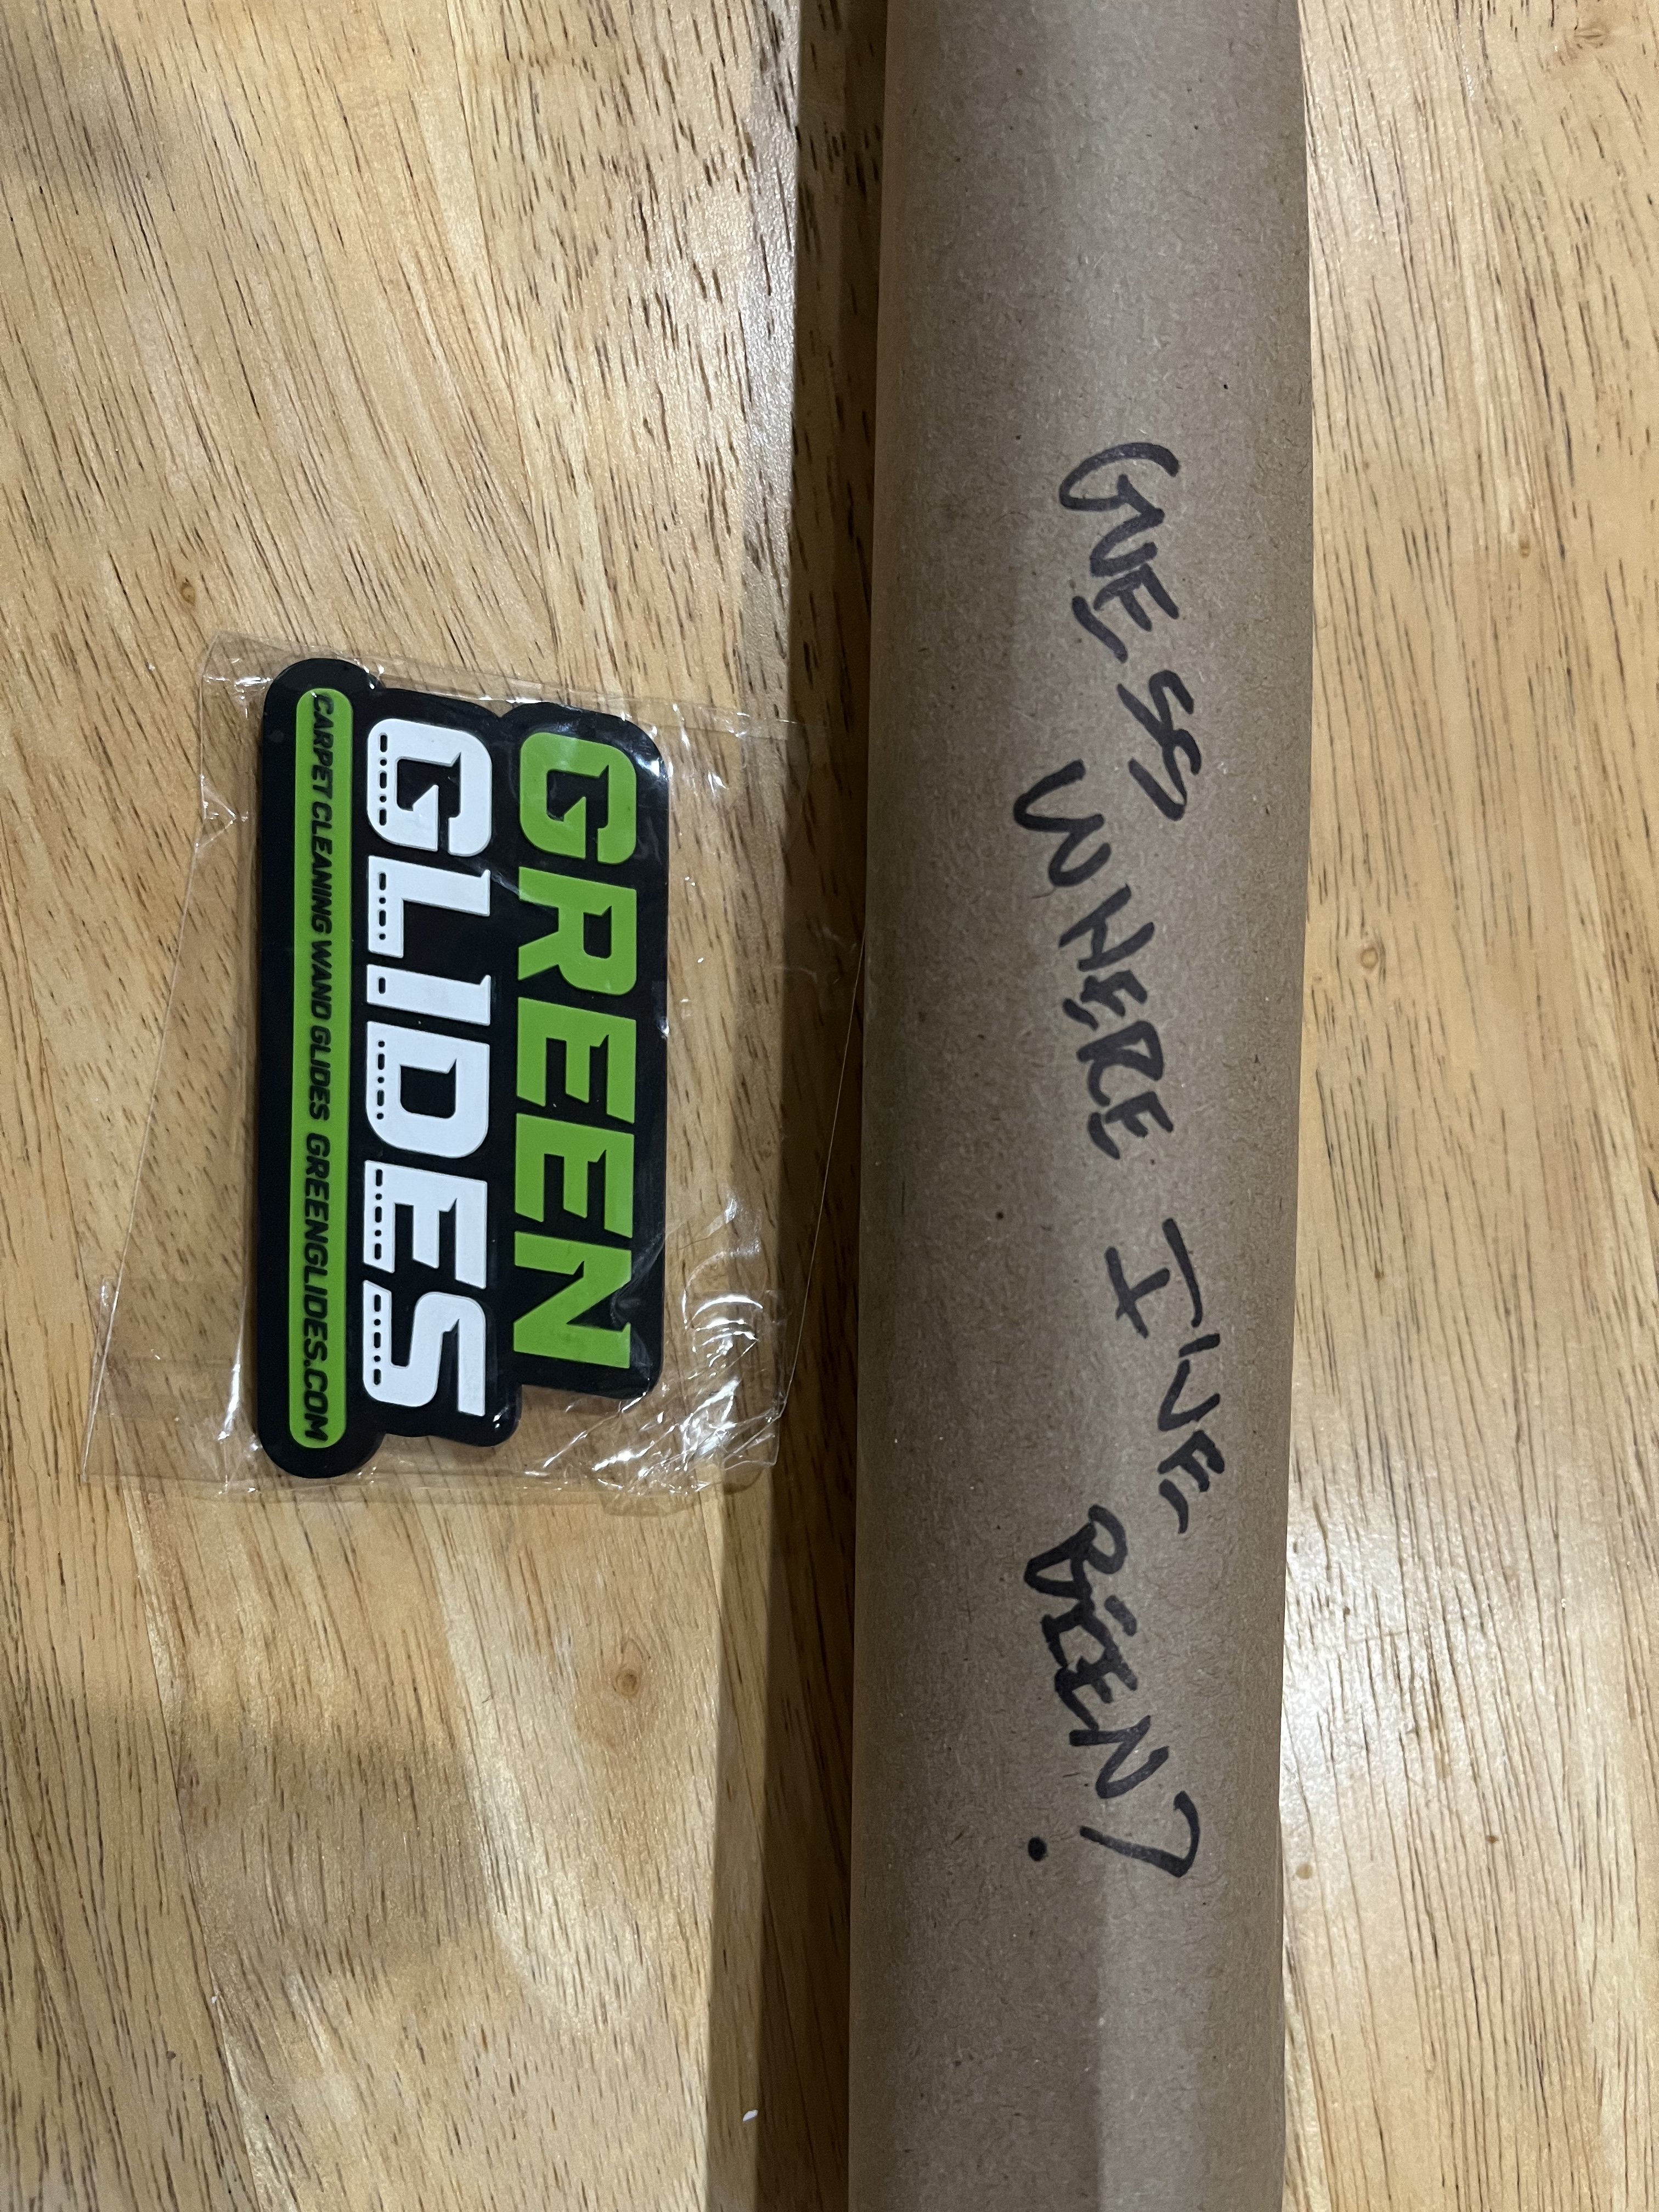 GREEN
GLIDES
CARPET CLEANING WAND GLIDES GREENGLIDES.COM
GUESS WHERE I'VE BEEN?